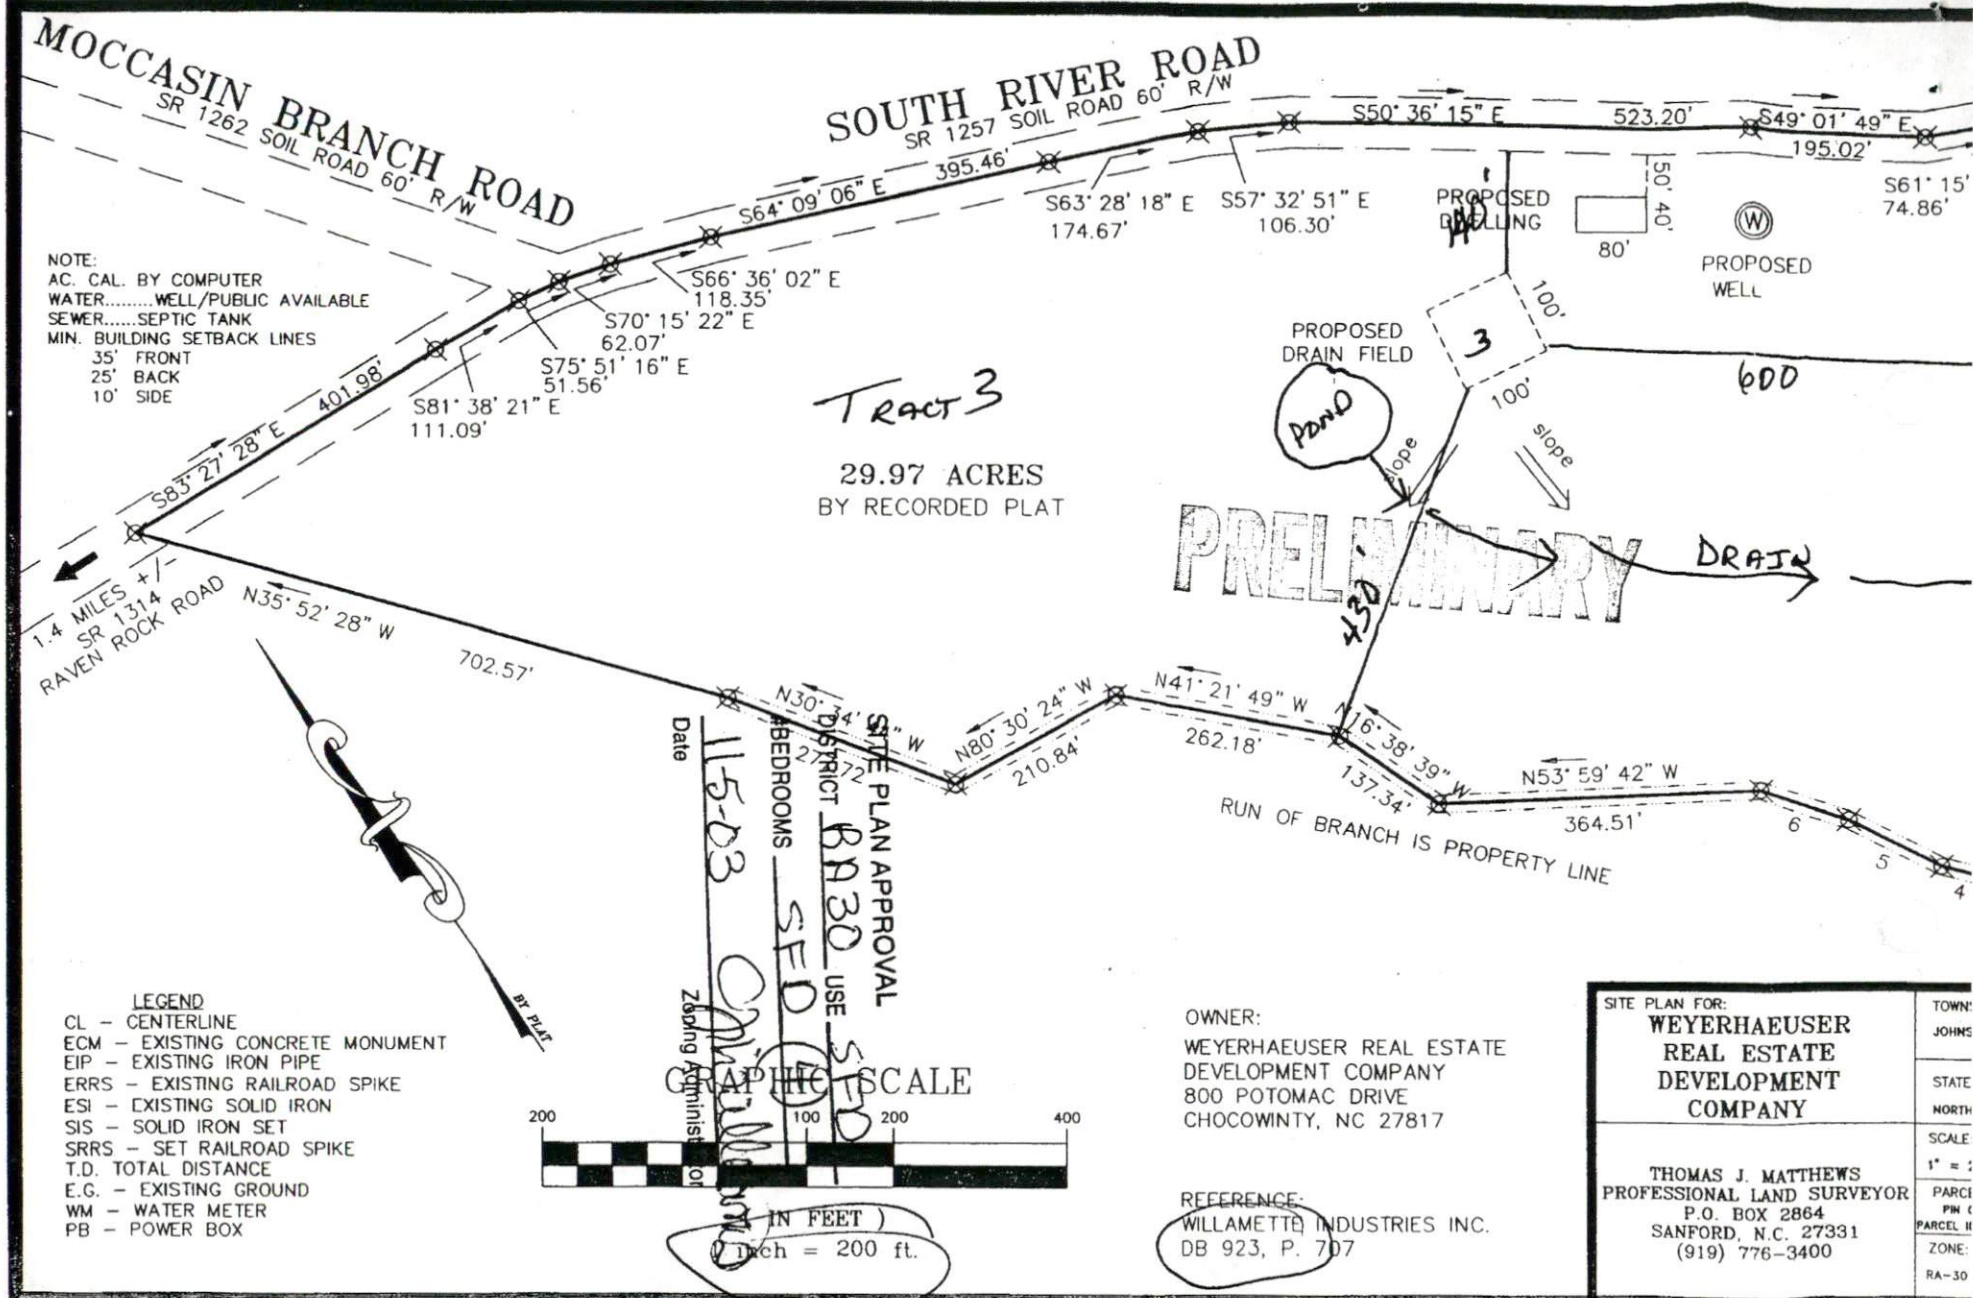 MOCCASIN BRANCH ROAD
SR 1262 SOIL ROAD 60' R/W
SOUTH RIVER ROAD
SR 1257 SOIL ROAD 60' R/W
S50° 36' 15" E
523.20'
S49° 01' 49" E
195.02'
S61° 15'
74.86'
395.46'
S64° 09' 06" E
S63° 28' 18" E
174.67'
S57° 32' 51" E
106.30'
PROPOSED
DWELLING
50'
40'
80'
W
PROPOSED
WELL
NOTE:
AC. CAL. BY COMPUTER
WATER.........WELL/PUBLIC AVAILABLE
SEWER......SEPTIC TANK
MIN. BUILDING SETBACK LINES
35' FRONT
25' BACK
10' SIDE
S66° 36' 02" E
118.35'
S70° 15' 22" E
62.07'
S75° 51' 16" E
51.56'
S81° 38' 21" E
111.09'
401.98'
S83° 27' 28" E
PROPOSED
DRAIN FIELD
100'
3
100'
600
TRACT 3
29.97 ACRES
BY RECORDED PLAT
POND
slope
slope
PRELIMINARY
DRAIN
430'
1.4 MILES +/-
SR 1314
RAVEN ROCK ROAD
N35° 52' 28" W
702.57'
N80° 30' 24" W
210.84'
N41° 21' 49" W
262.18'
N16° 38' 39" W
137.34'
N53° 59' 42" W
364.51'
6
5
4
RUN OF BRANCH IS PROPERTY LINE
BY PLAT
SITE PLAN APPROVAL
DISTRICT RA30 USE SFD
#BEDROOMS SFD
11-5-03
Date
Zoning Administrator
LEGEND
CL – CENTERLINE
ECM – EXISTING CONCRETE MONUMENT
EIP – EXISTING IRON PIPE
ERRS – EXISTING RAILROAD SPIKE
ESI – EXISTING SOLID IRON
SIS – SOLID IRON SET
SRRS – SET RAILROAD SPIKE
T.D. TOTAL DISTANCE
E.G. – EXISTING GROUND
WM – WATER METER
PB – POWER BOX
GRAPHIC SCALE
200 100 200 400
IN FEET )
inch = 200 ft.
OWNER:
WEYERHAEUSER REAL ESTATE
DEVELOPMENT COMPANY
800 POTOMAC DRIVE
CHOCOWINTY, NC 27817
REFERENCE:
WILLAMETTE INDUSTRIES INC.
DB 923, P. 707
SITE PLAN FOR:
WEYERHAEUSER
REAL ESTATE
DEVELOPMENT
COMPANY
THOMAS J. MATTHEWS
PROFESSIONAL LAND SURVEYOR
P.O. BOX 2864
SANFORD, N.C. 27331
(919) 776-3400
TOWNS
JOHNS
STATE
NORTH
SCALE
1" =
PARCE
PIN
PARCEL I
ZONE:
RA-30